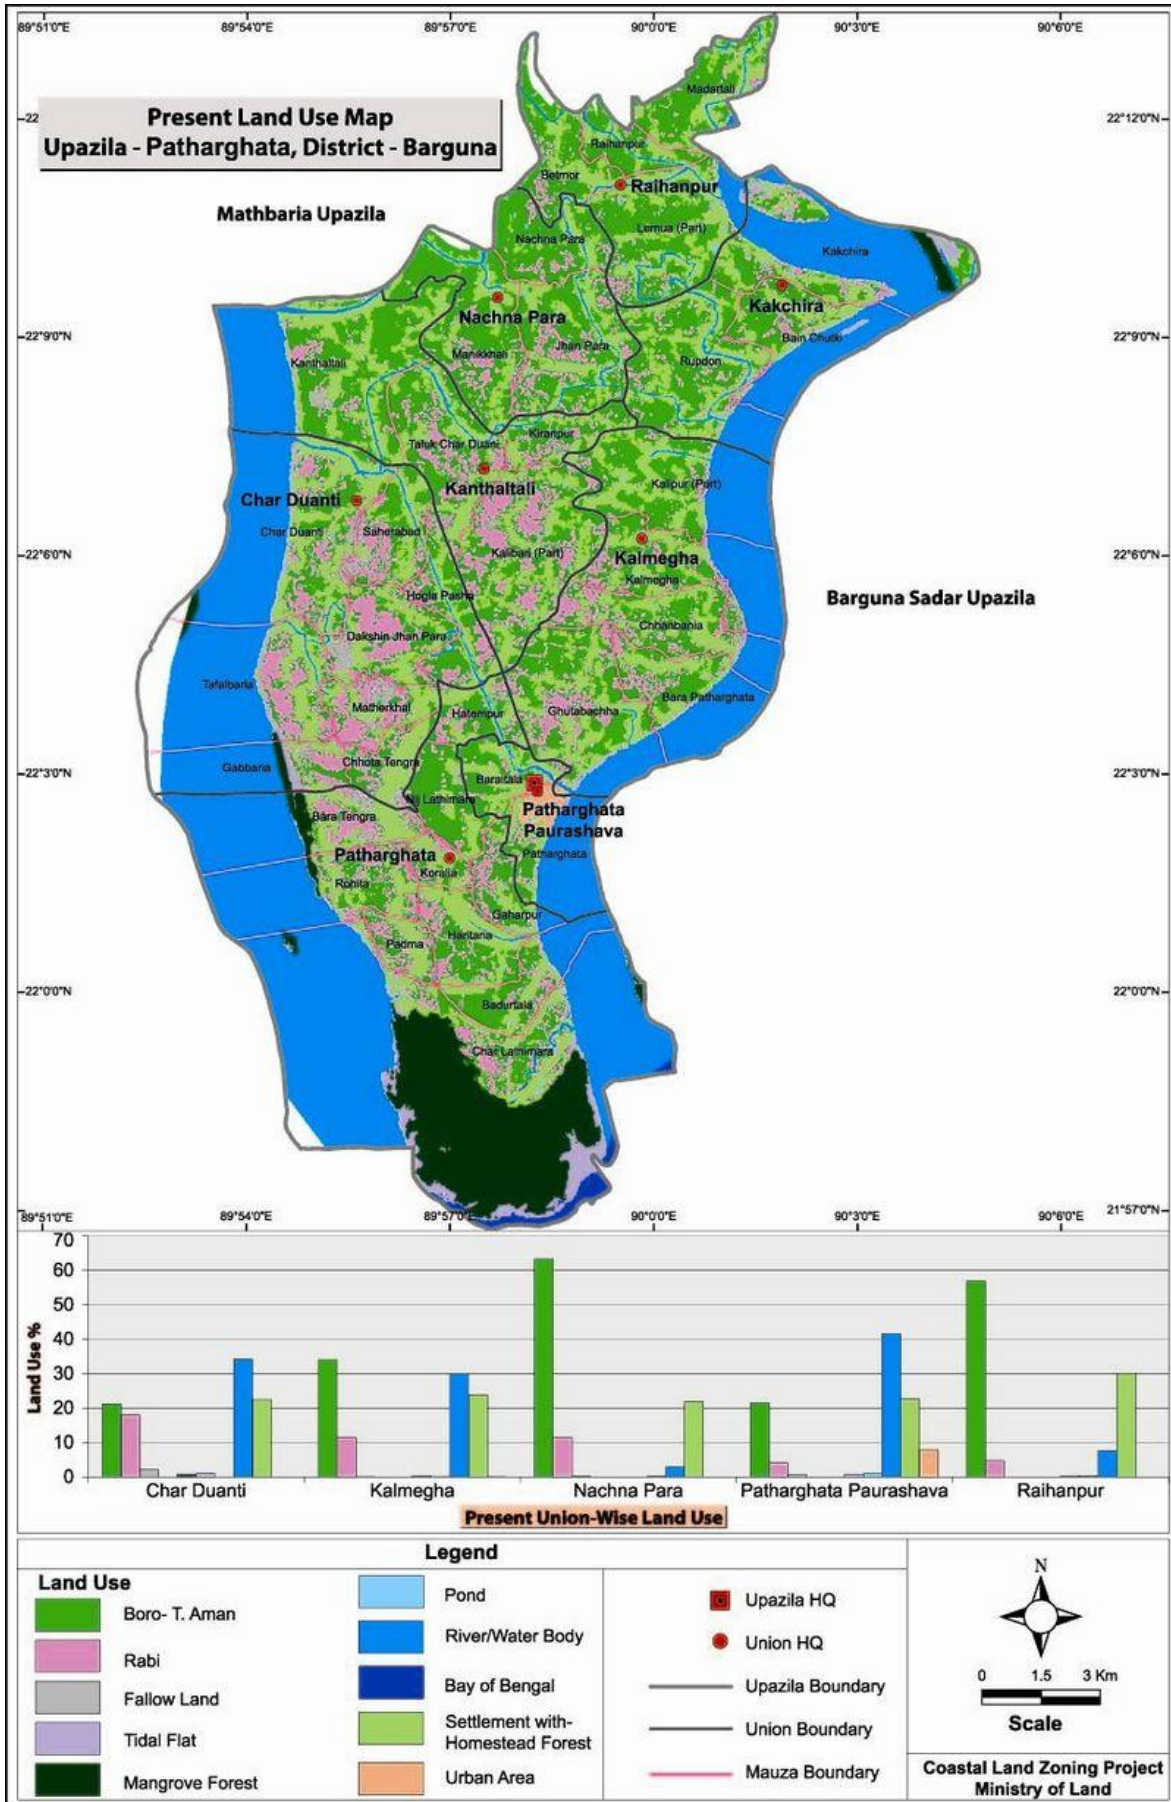 89°51'0"E 89°54'0"E 89°57'0"E 90°0'0"E 90°3'0"E 90°6'0"E
Present Land Use Map
Upazila - Patharghata, District - Barguna
22°12'0"N
Madartali
Raihanpur
Betmor
Raihanpur
Mathbaria Upazila
Lemua (Part)
Nachna Para
Kakchira
Kakchira
Nachna Para
22°9'0"N 22°9'0"N
Bain Chutki
Jhan Para
Manikkhali
Rupdon
Kanthaltali
Kiranpur
Taluk Char Duani
Kanthaltali
Kalipur (Part)
Char Duanti
Char Duanti
Saherabad
Kalibari (Part)
Kalmegha
22°6'0"N 22°6'0"N
Kalmegha
Hogla Pasha
Barguna Sadar Upazila
Chhanbania
Dakshin Jhan Para
Tafalbaria
Bara Patharghata
Matherkhal
Hatempur
Ghutabachha
Chhota Tengra
Gabbaria
22°3'0"N 22°3'0"N
Baraitala
Nij Lathimara
Patharghata
Paurashava
Bara Tengra
Patharghata
Patharghata
Koralia
Rohita
Gaharpur
Haritana
Padma
22°0'0"N 22°0'0"N
Badurtala
Char Lathimara
89°51'0"E 89°54'0"E 89°57'0"E 90°0'0"E 90°3'0"E 90°6'0"E 21°57'0"N
70
60
50
40
30
20
10
0
Land Use %
Char Duanti Kalmegha Nachna Para Patharghata Paurashava Raihanpur
Present Union-Wise Land Use
Legend
Land Use
Boro- T. Aman
Rabi
Fallow Land
Tidal Flat
Mangrove Forest
Pond
River/Water Body
Bay of Bengal
Settlement with-
Homestead Forest
Urban Area
Upazila HQ
Union HQ
Upazila Boundary
Union Boundary
Mauza Boundary
N
0 1.5 3 Km
Scale
Coastal Land Zoning Project
Ministry of Land